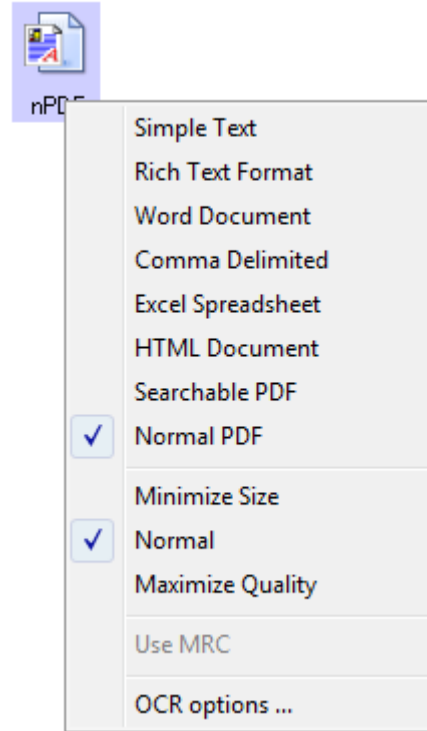 nPDF
Simple Text
Rich Text Format
Word Document
Comma Delimited
Excel Spreadsheet
HTML Document
Searchable PDF
Normal PDF
Minimize Size
Normal
Maximize Quality
Use MRC
OCR options ...